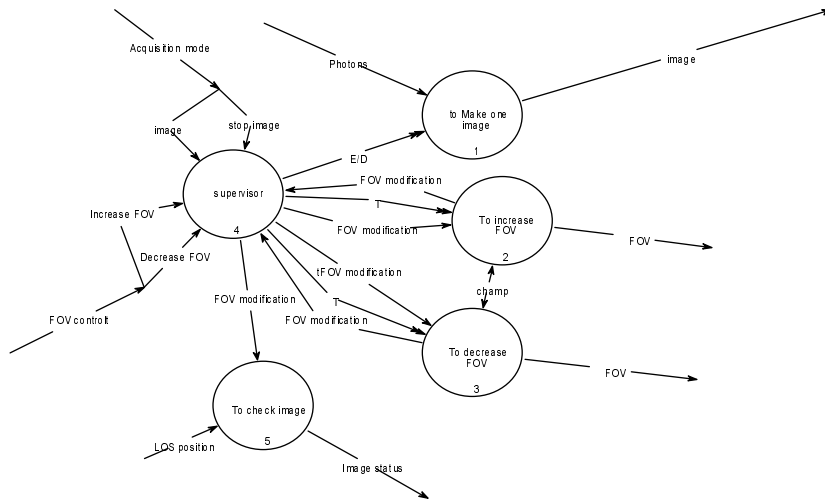 Acquisition mode
Photons
image
to Make one
image
1
image
stop image
E/D
FOV modification
supervisor
4
T
Increase FOV
FOV modification
To increase
FOV
2
FOV
Decrease FOV
tFOV modification
champ
FOV modification
T
FOV controlt
FOV modification
To decrease
FOV
3
FOV
To check image
5
LOS position
Image status